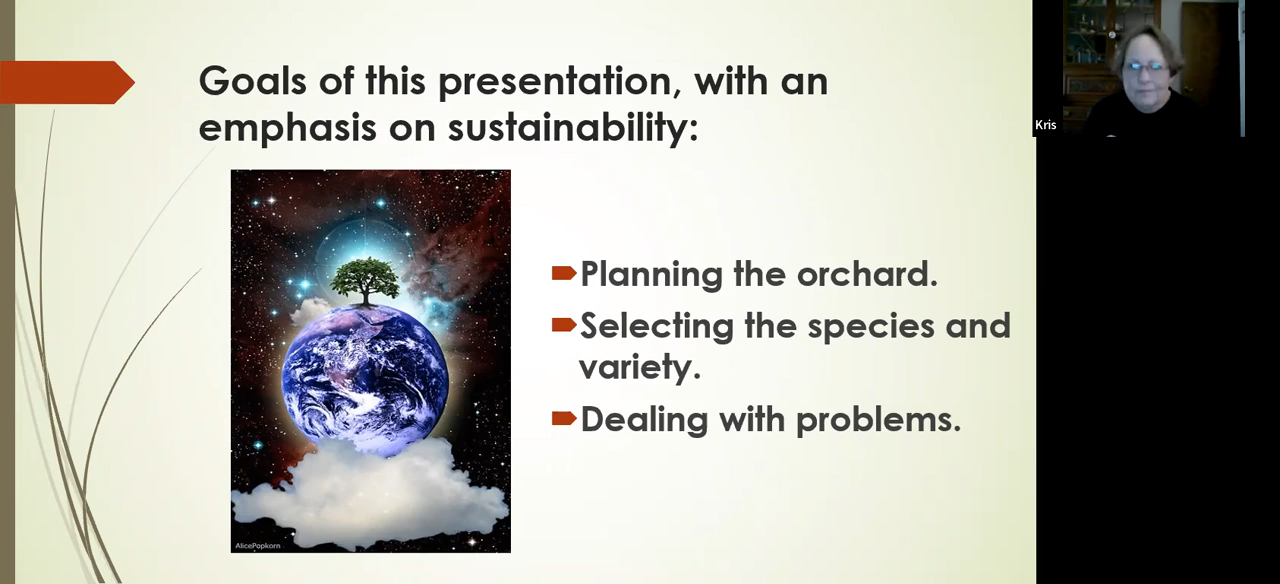 Goals of this presentation, with an
emphasis on sustainability:
Planning the orchard.
Selecting the species and
variety.
Dealing with problems.
AlicePopkorn
Kris